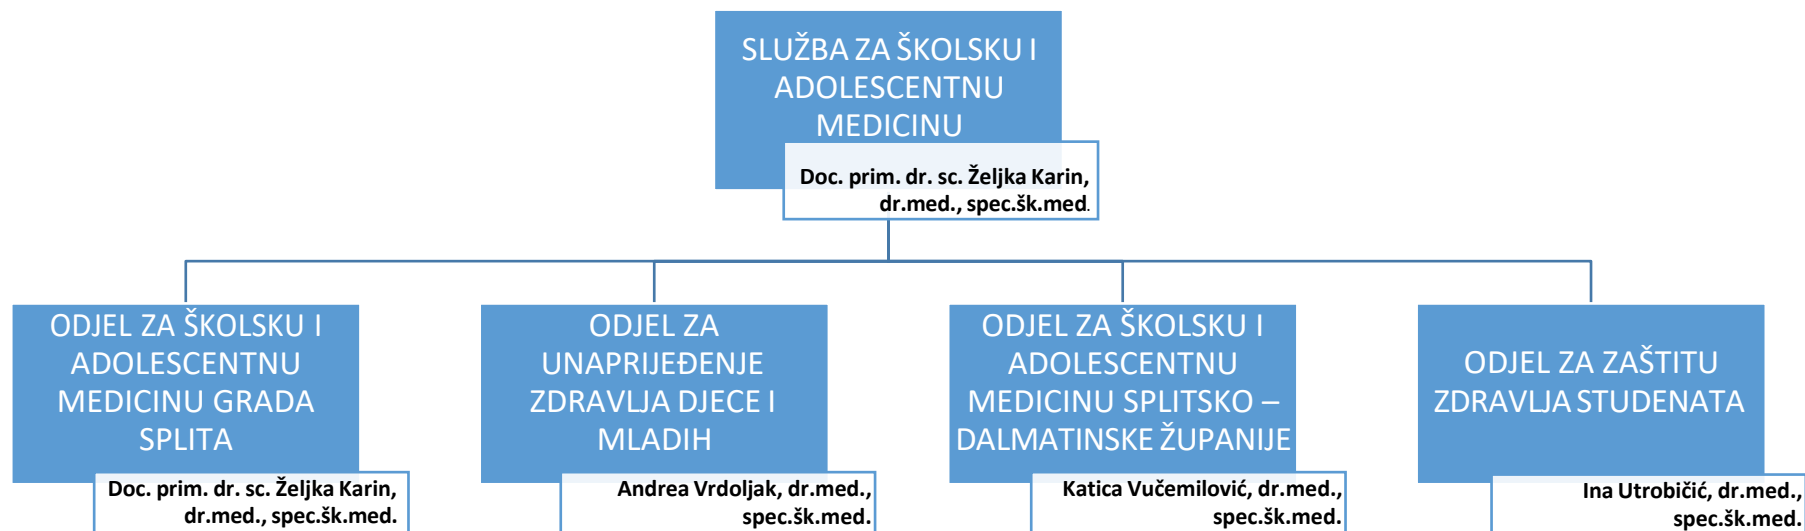 SLUŽBA ZA ŠKOLSKU I
ADOLESCENTNU
MEDICINU
Doc. prim. dr. sc. Željka Karin,
dr.med., spec.šk.med.
ODJEL ZA ŠKOLSKU I
ADOLESCENTNU
MEDICINU GRADA
SPLITA
Doc. prim. dr. sc. Željka Karin,
dr.med., spec.šk.med.
ODJEL ZA
UNAPRIJEĐENJE
ZDRAVLJA DJECE I
MLADIH
Andrea Vrdoljak, dr.med.,
spec.šk.med.
ODJEL ZA ŠKOLSKU I
ADOLESCENTNU
MEDICINU SPLITSKO –
DALMATINSKE ŽUPANIJE
Katica Vučemilović, dr.med.,
spec.šk.med.
ODJEL ZA ZAŠTITU
ZDRAVLJA STUDENATA
Ina Utrobičić, dr.med.,
spec.šk.med.